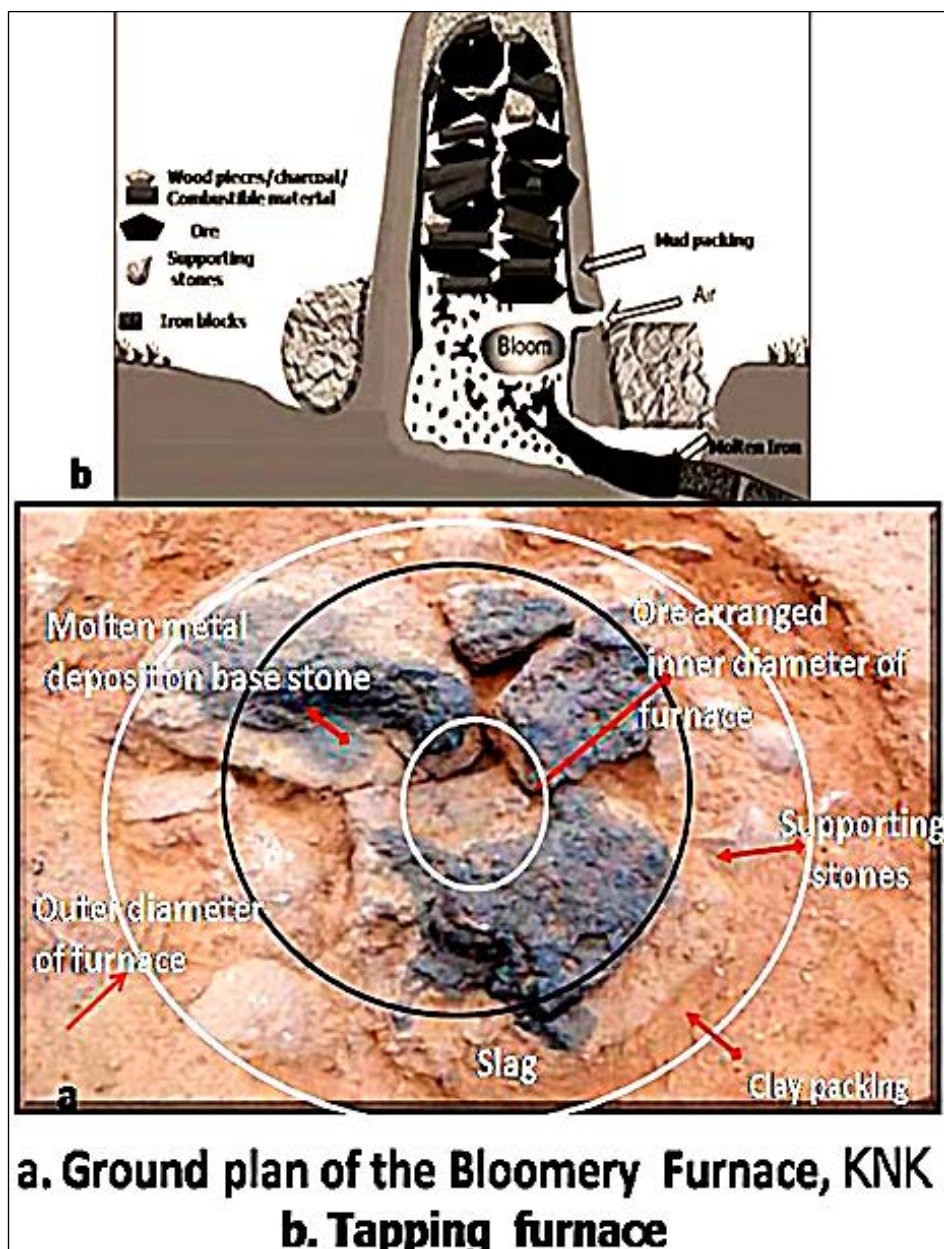 Wood pieces/charcoal/
Combustible material
Ore
Supporting
stones
Iron blocks
Mud packing
Air
Bloom
Molten Iron
b
Molten metal
deposition base stone
Ore arranged
inner diameter of
furnace
Supporting
stones
Outer diameter
of furnace
Slag
Clay packing
a
a. Ground plan of the Bloomery Furnace, KNK
b. Tapping furnace